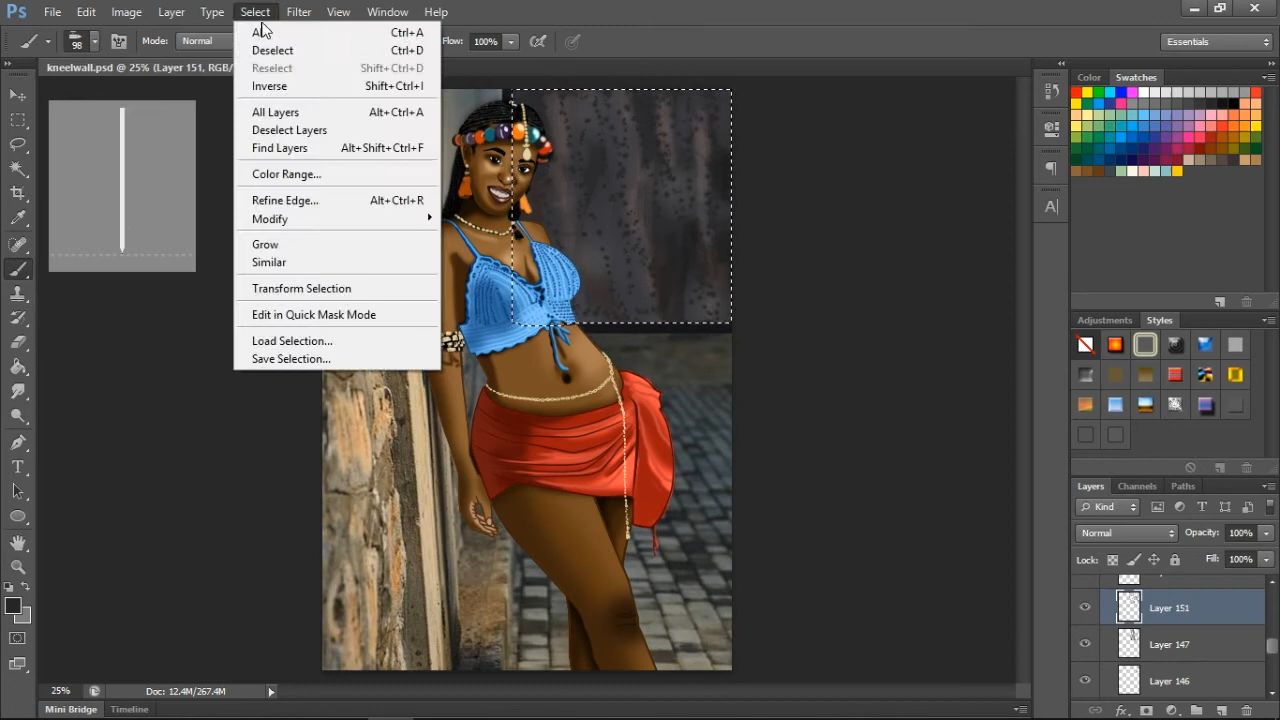 Ps File Edit Image Layer Type Select Filter View Window Help
98 Mode: Normal Flow: 100% Essentials
kneelwall.psd @ 25% (Layer 151, RGB/
Deselect Ctrl+D
Reselect Shift+Ctrl+D
Inverse Shift+Ctrl+I
All Layers Alt+Ctrl+A
Deselect Layers
Find Layers Alt+Shift+Ctrl+F
Color Range...
Refine Edge... Alt+Ctrl+R
Modify
Grow
Similar
Transform Selection
Edit in Quick Mask Mode
Load Selection...
Save Selection...
Ctrl+A
Color Swatches
Adjustments Styles
Layers Channels Paths
Kind
Normal Opacity: 100%
Lock: Fill: 100%
Layer 151
Layer 147
Layer 146
25% Doc: 12.4M/267.4M
Mini Bridge Timeline